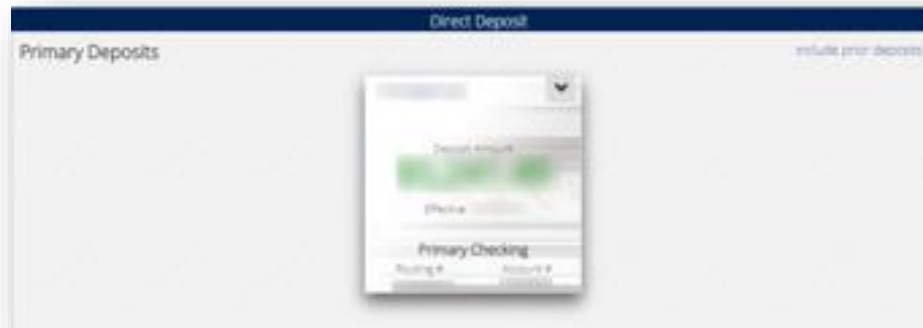 Direct Deposit
Primary Deposits
include prior deposits
Deposit Amount
Effective
Primary Checking
Routing # Account #